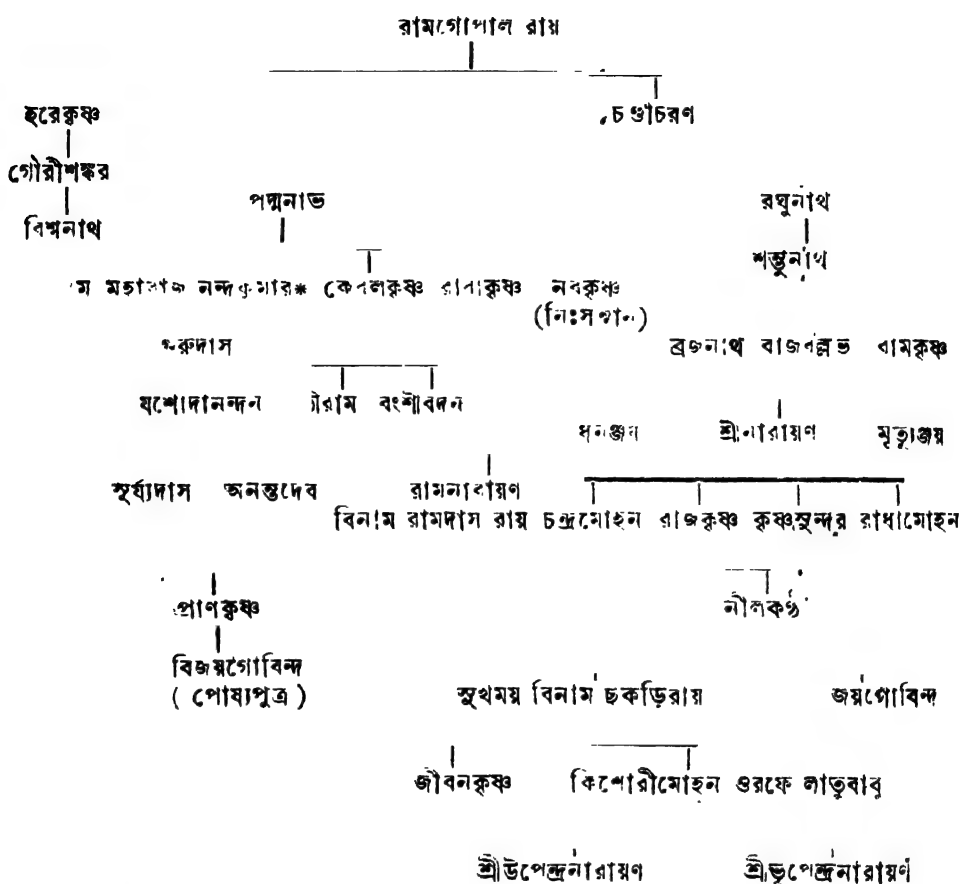 রামগোপাল রায়
হরেকৃষ্ণ চণ্ডীচরণ
গৌরীশঙ্কর
পদ্মনাভ রঘুনাথ
বিশ্বনাথ
শম্ভুনাথ
মহারাজ নন্দকুমার* কেবলকৃষ্ণ রাধাকৃষ্ণ নবকৃষ্ণ
(নিঃসন্তান)
গুরুদাস ব্রজনাথ রাজবল্লভ রামকৃষ্ণ
যশোদানন্দন বংশীবদন
ধনঞ্জয় শ্রীনারায়ণ মৃত্যুঞ্জয়
সূর্য্যদাস অনন্তদেব রামনারায়ণ
বিনাম রামদাস রায় চন্দ্রমোহন রাজকৃষ্ণ কৃষ্ণসুন্দর রাধামোহন
প্রাণকৃষ্ণ নীলকণ্ঠ
বিজয়গোবিন্দ
(পোষ্যপুত্র) সুখময় বিনাম ছকড়িরায় জয়গোবিন্দ
জীবনকৃষ্ণ কিশোরীমোহন ওরফে লাতুবাবু
শ্রীউপেন্দ্রনারায়ণ শ্রীভূপেন্দ্রনারায়ণ